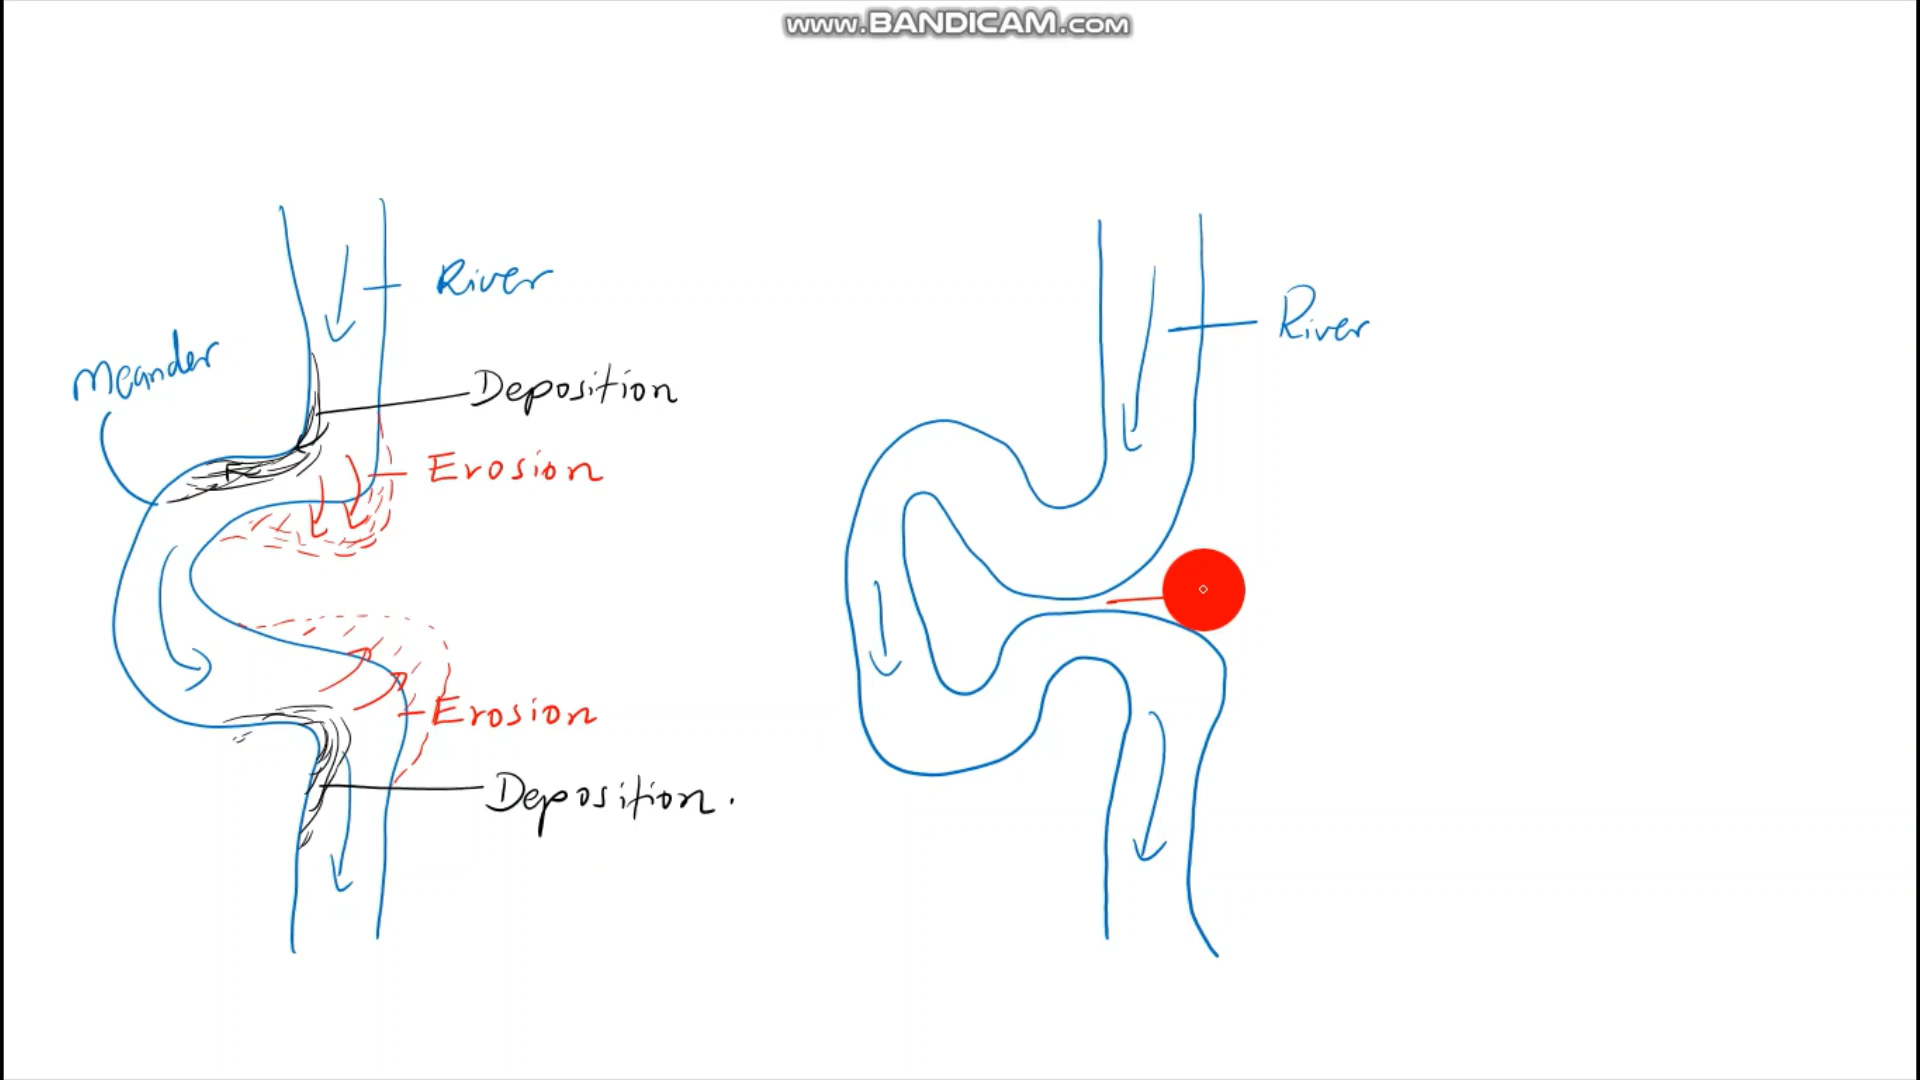 www.BANDICAM.com
River
Meander
Deposition
Erosion
Erosion
Deposition.
River